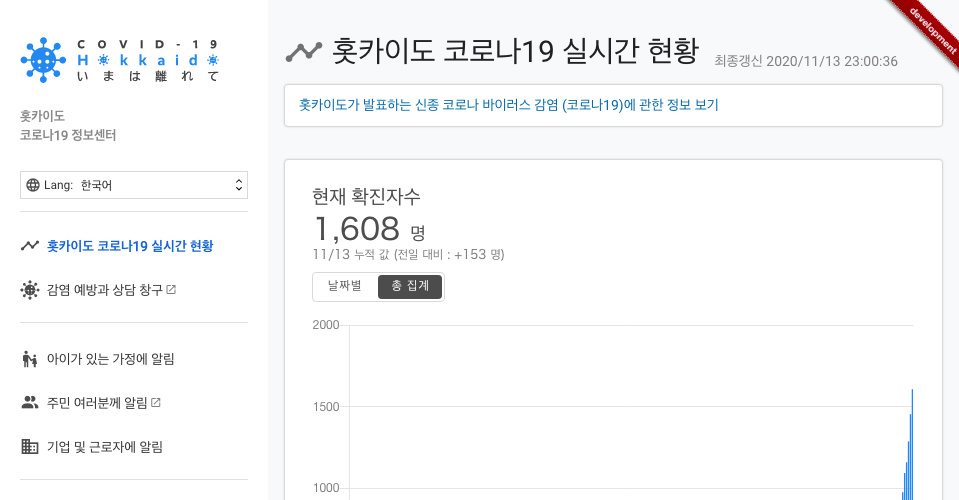 COVID-19
Hokkaido
いまは離れて
홋카이도
코로나19 정보센터
Lang: 한국어
홋카이도 코로나19 실시간 현황
감염 예방과 상담 창구
아이가 있는 가정에 알림
주민 여러분께 알림
기업 및 근로자에 알림
development
홋카이도 코로나19 실시간 현황
최종갱신 2020/11/13 23:00:36
홋카이도가 발표하는 신종 코로나 바이러스 감염 (코로나19)에 관한 정보 보기
현재 확진자수
1,608 명
11/13 누적 값 (전일 대비 : +153 명)
날짜별 총 집계
2000
1500
1000